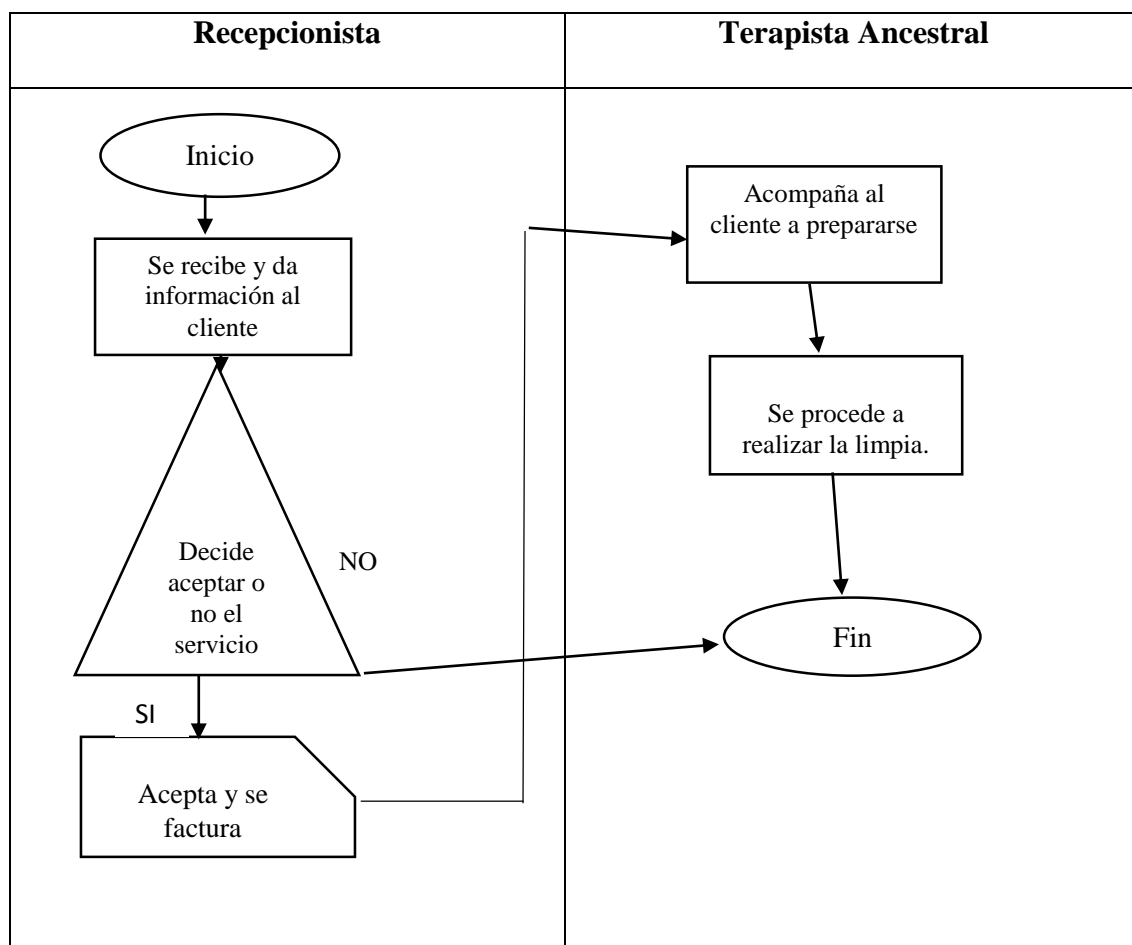 Recepcionista
Terapista Ancestral
Inicio
Se recibe y da
información al
cliente
Decide
aceptar o
no el
servicio
NO
SI
Acepta y se
factura
Acompaña al
cliente a prepararse
Se procede a
realizar la limpia.
Fin